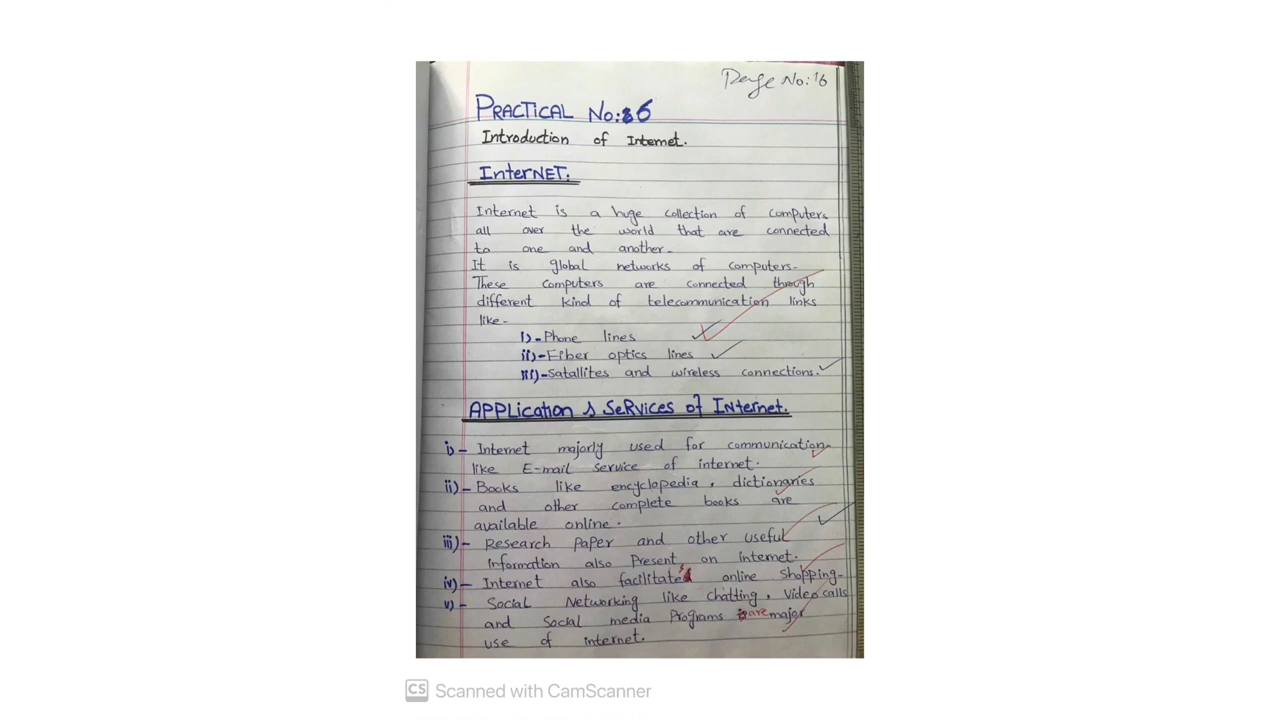 Page No: 16
PRACTICAL No: 6
Introduction of Internet.
InterNET.
Internet is a huge collection of computers
all over the world that are connected
to one and another.
It is global networks of computers.
These computers are connected through
different kind of telecommunication links
like -
i) - Phone lines
ii) - Fiber optics lines
iii) - Satallites and wireless connections.
APPLication & SeRvices of INternet.
i) - Internet majorly used for communication
like E-mail service of internet.
ii) - Books like encyclopedia, dictionaries
and other complete books are
available online.
iii) - Research paper and other useful
information also Present on internet.
iv) - Internet also facilitates online shopping-
v) - Social Networking like chatting, Video calls
and Social media Programs are major
use of internet.
CS Scanned with CamScanner